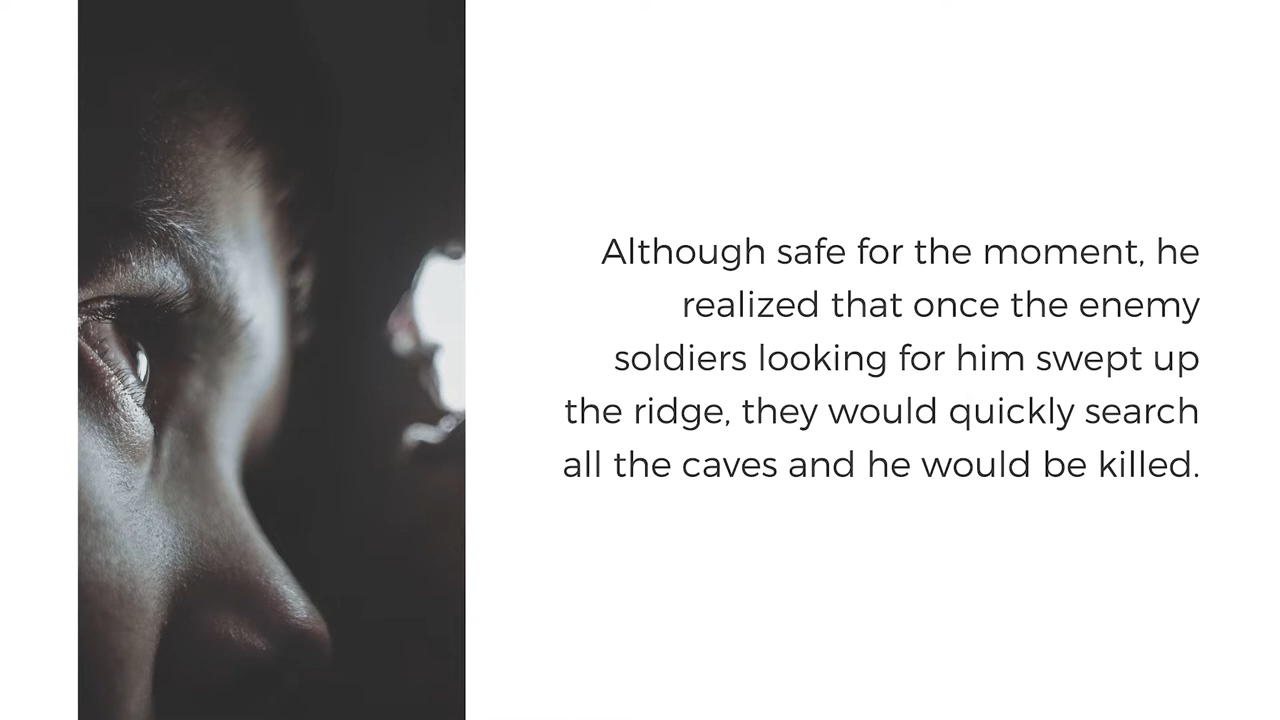 Although safe for the moment, he
realized that once the enemy
soldiers looking for him swept up
the ridge, they would quickly search
all the caves and he would be killed.